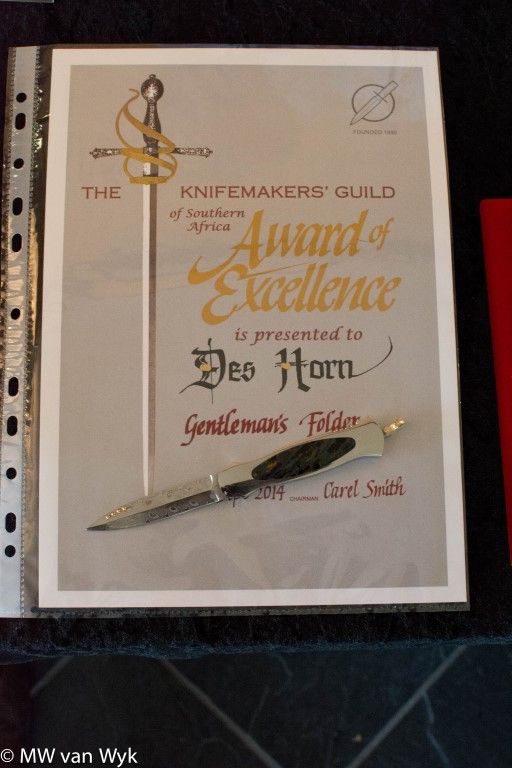 FOUNDED 1980
THE KNIFEMAKERS' GUILD
of Southern
Africa
Award of
Excellence
is presented to
Des Horn
Gentleman's Folder
2014 CHAIRMAN Carel Smith
© MW van Wyk